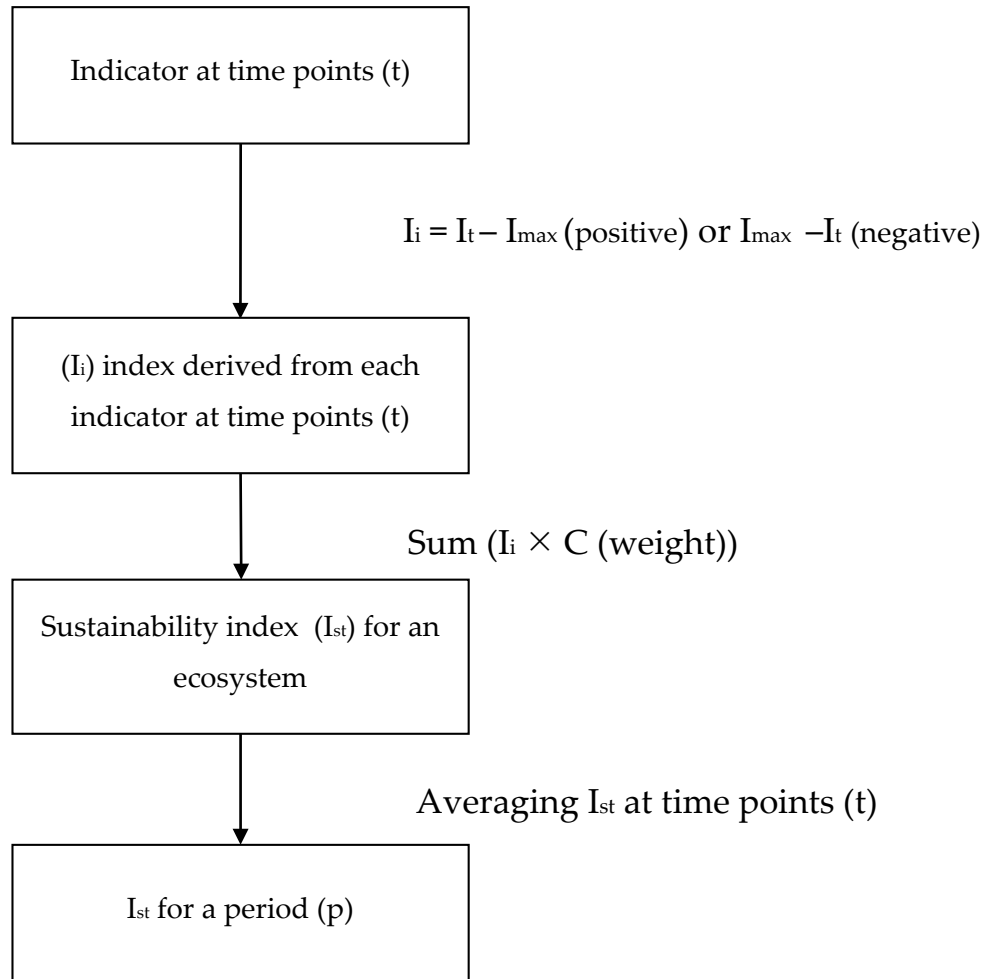 Indicator at time points (t)
Iᵢ = Iₜ – Iₘₐₓ (positive) or Iₘₐₓ –Iₜ (negative)
(Iᵢ) index derived from each
indicator at time points (t)
Sum (Iᵢ × C (weight))
Sustainability index (Iₛₜ) for an
ecosystem
Averaging Iₛₜ at time points (t)
Iₛₜ for a period (p)